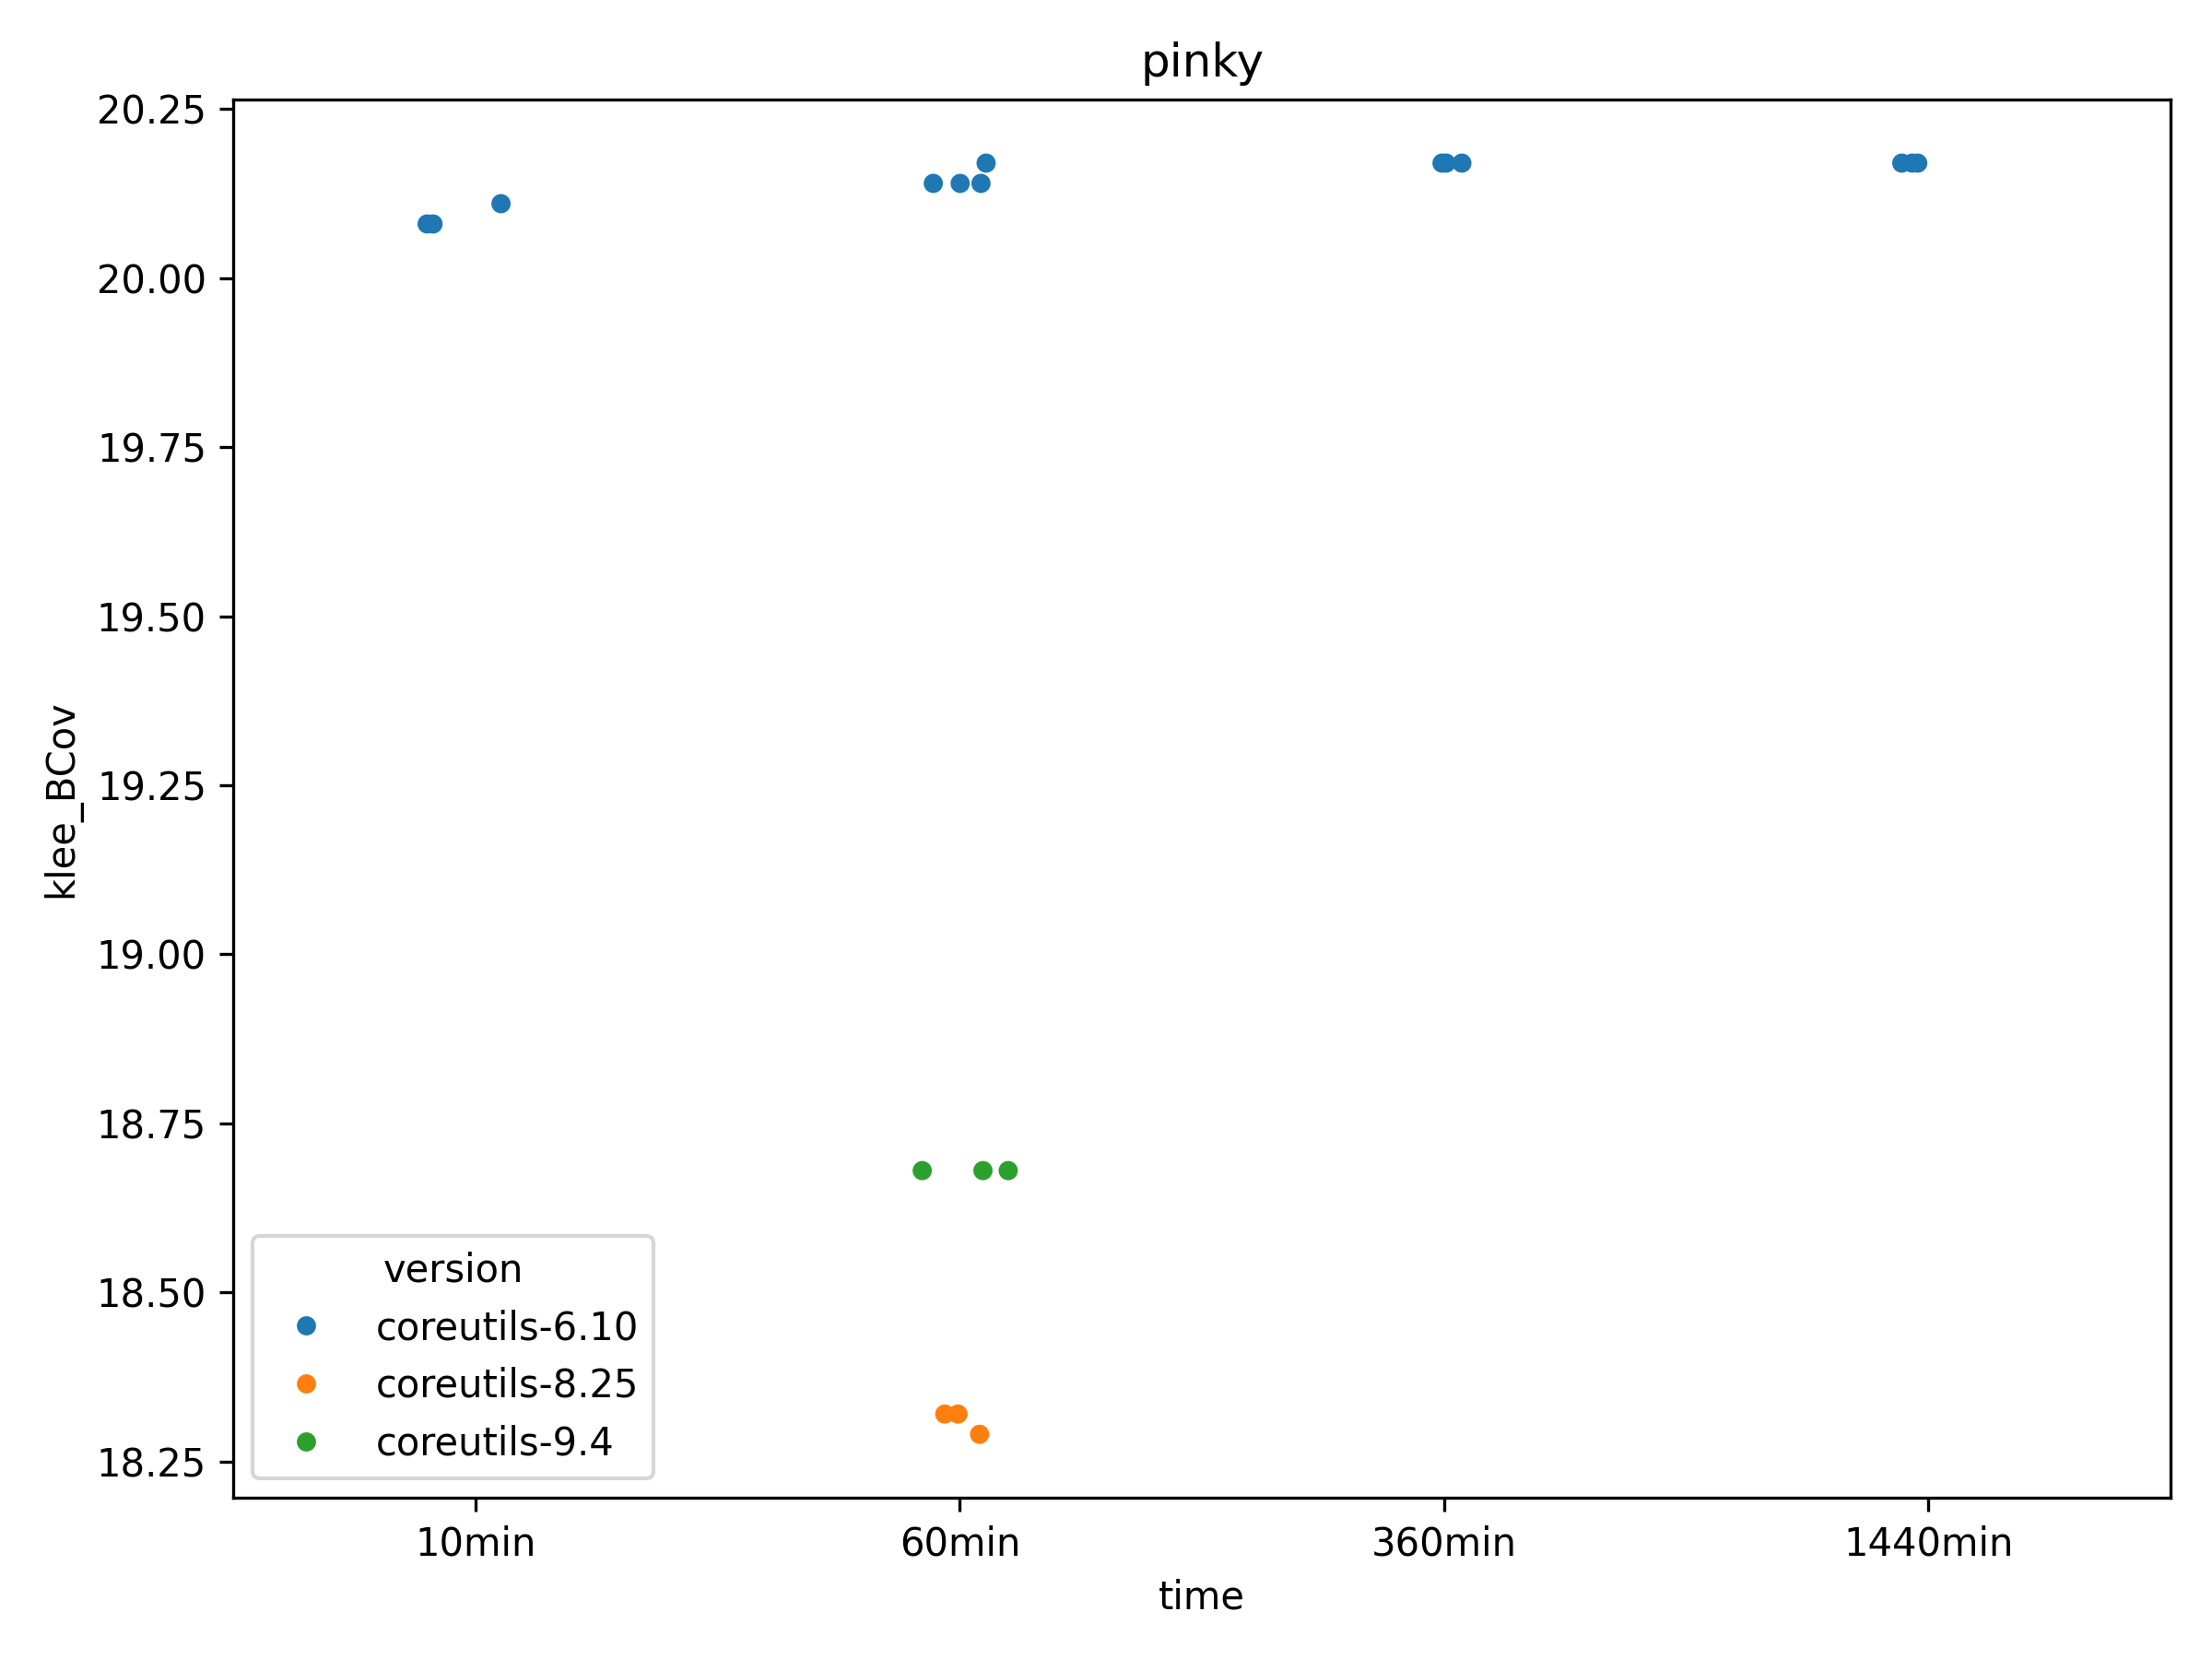 pinky
20.25
20.00
19.75
19.50
19.25
19.00
18.75
18.50
18.25
klee_BCov
version
coreutils-6.10
coreutils-8.25
coreutils-9.4
10min
60min
360min
1440min
time